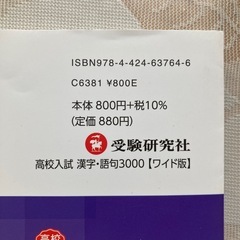 ISBN978-4-424-63764-6
C6381 ¥800E
本体 800円+税10%
(定価 880円)
受験研究社
高校入試 漢字・語句3000【ワイド版】
高校